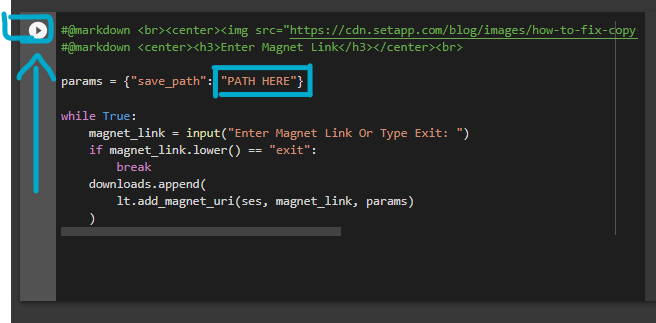 #@markdown <br><center><img src="https://cdn.setapp.com/blog/images/how-to-fix-copy
#@markdown <center><h3>Enter Magnet Link</h3></center><br>
params = {"save_path": "PATH HERE"}
while True:
magnet_link = input("Enter Magnet Link Or Type Exit: ")
if magnet_link.lower() == "exit":
break
downloads.append(
lt.add_magnet_uri(ses, magnet_link, params)
)